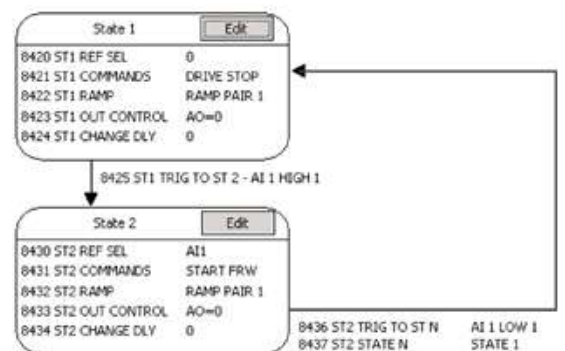 State 1 Edit
8420 ST1 REF SEL 0
8421 ST1 COMMANDS DRIVE STOP
8422 ST1 RAMP RAMP PAIR 1
8423 ST1 OUT CONTROL AO=0
8424 ST1 CHANGE DLY 0
8425 ST1 TRIG TO ST 2 - AI 1 HIGH 1
State 2 Edit
8430 ST2 REF SEL AI1
8431 ST2 COMMANDS START FRW
8432 ST2 RAMP RAMP PAIR 1
8433 ST2 OUT CONTROL AO=0
8434 ST2 CHANGE DLY 0
8436 ST2 TRIG TO ST N AI 1 LOW 1
8437 ST2 STATE N STATE 1